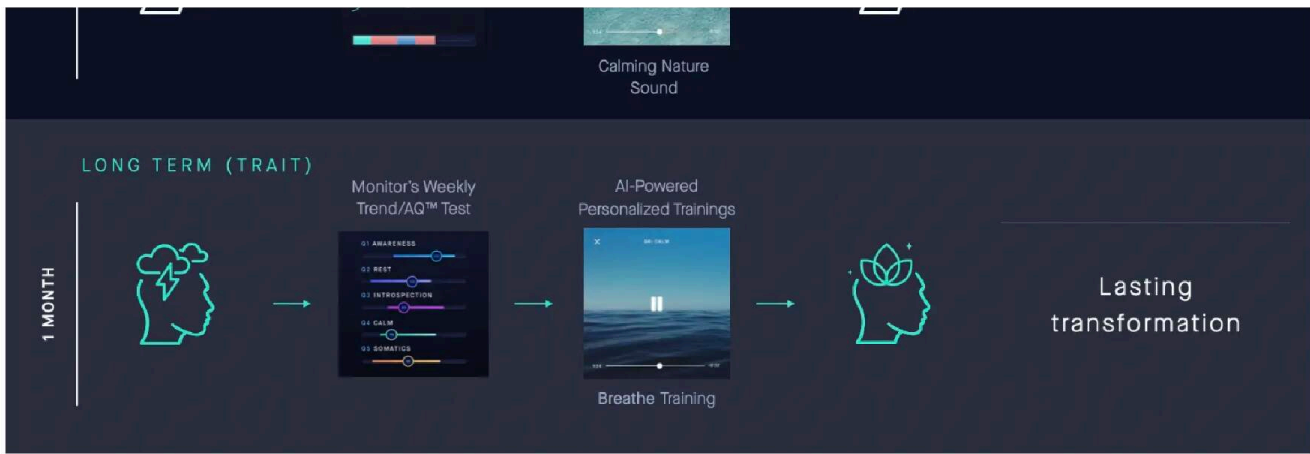 Calming Nature
Sound
LONG TERM (TRAIT)
1 MONTH
Monitor's Weekly
Trend/AQ™ Test
Q1 AWARENESS
Q2 REST
Q3 INTROSPECTION
Q4 CALM
Q5 SOMATICS
AI-Powered
Personalized Trainings
Breathe Training
Lasting
transformation